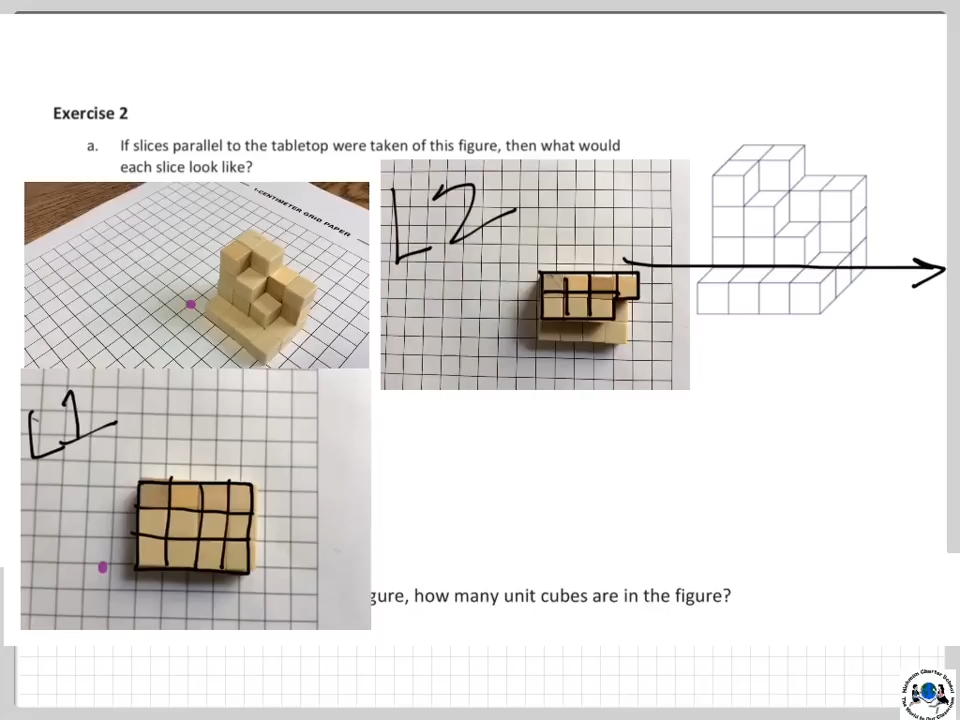 Exercise 2
a. If slices parallel to the tabletop were taken of this figure, then what would
each slice look like?
1-CENTIMETER GRID PAPER
L2
L1
gure, how many unit cubes are in the figure?